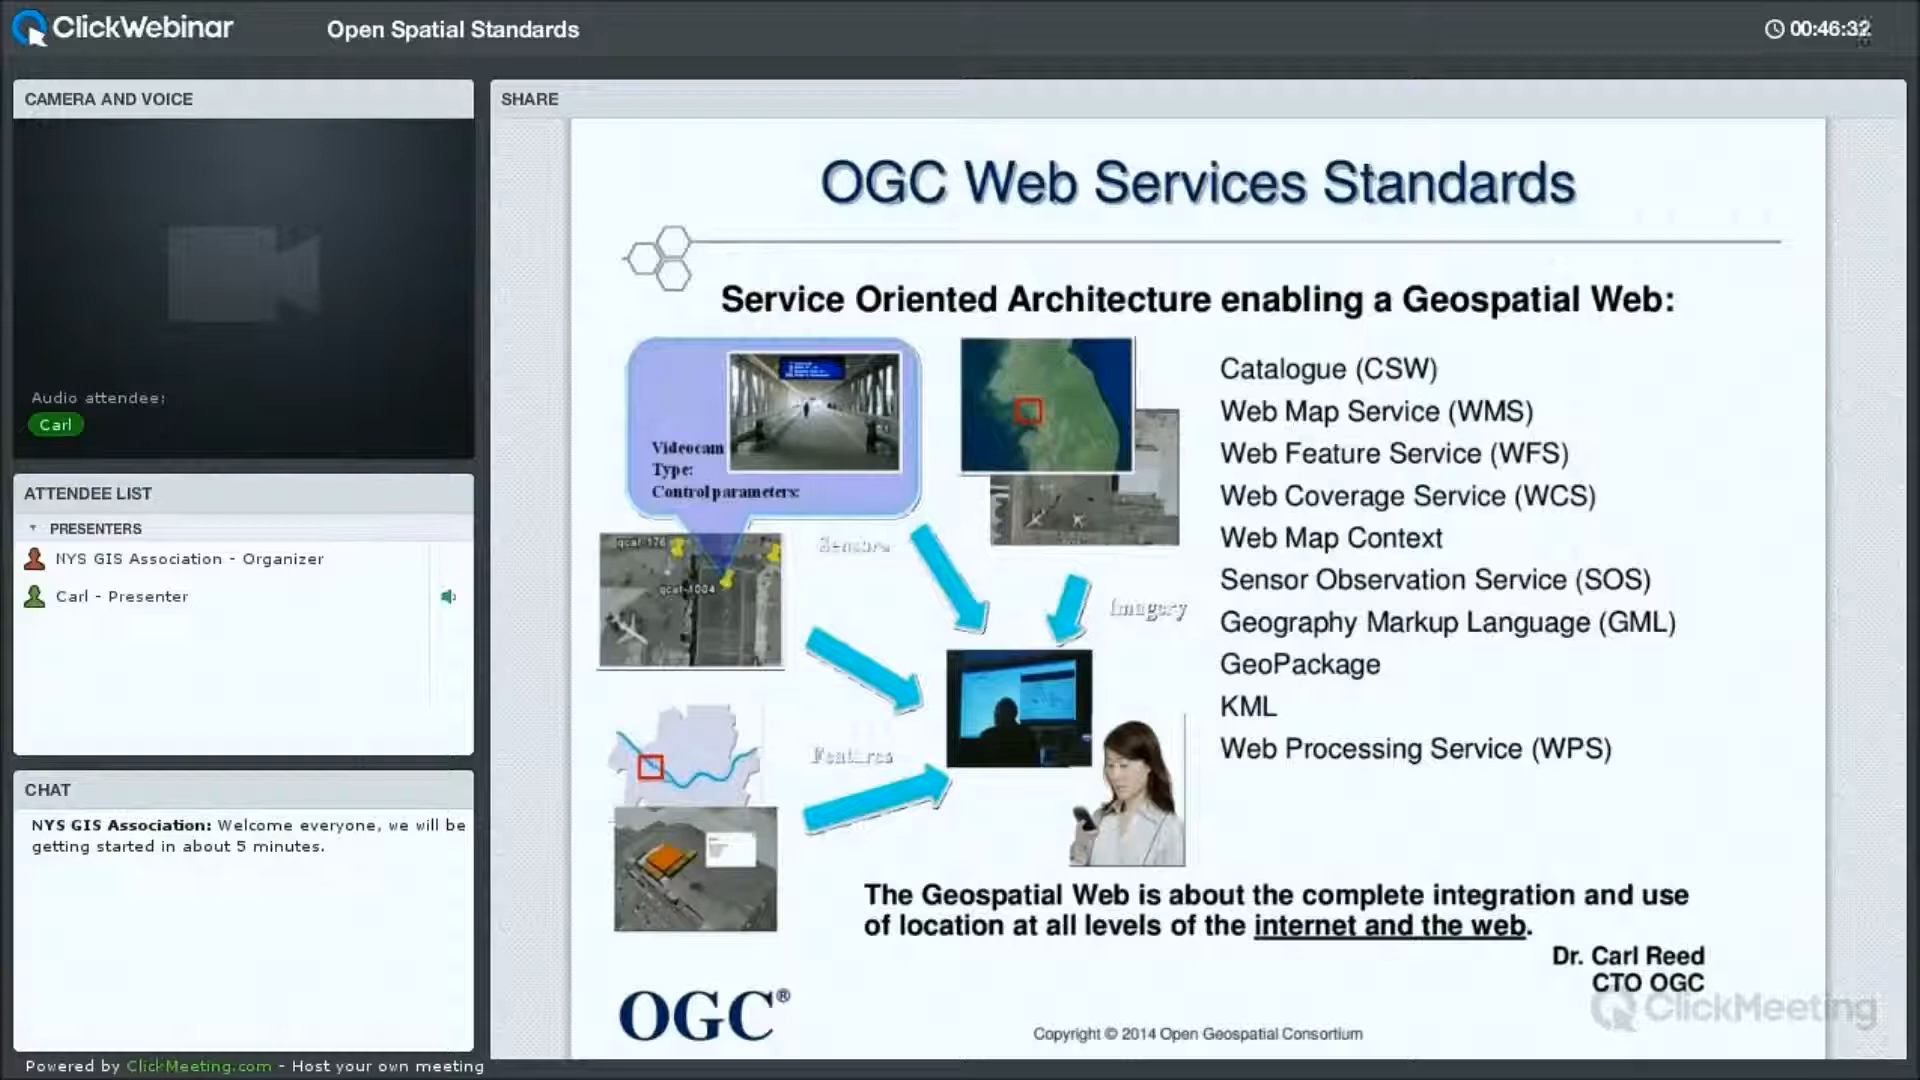 ClickWebinar
Open Spatial Standards
00:46:32
CAMERA AND VOICE
Audio attendee:
Carl
ATTENDEE LIST
PRESENTERS
NYS GIS Association - Organizer
Carl - Presenter
CHAT
NYS GIS Association: Welcome everyone, we will be
getting started in about 5 minutes.
Powered by ClickMeeting.com - Host your own meeting
SHARE
OGC Web Services Standards
Service Oriented Architecture enabling a Geospatial Web:
Videocam
Type:
Control parameters:
qcat-176
qcat-1004
Sensors
Imagery
Features
Catalogue (CSW)
Web Map Service (WMS)
Web Feature Service (WFS)
Web Coverage Service (WCS)
Web Map Context
Sensor Observation Service (SOS)
Geography Markup Language (GML)
GeoPackage
KML
Web Processing Service (WPS)
The Geospatial Web is about the complete integration and use
of location at all levels of the internet and the web.
Dr. Carl Reed
CTO OGC
OGC®
Copyright © 2014 Open Geospatial Consortium
ClickMeeting